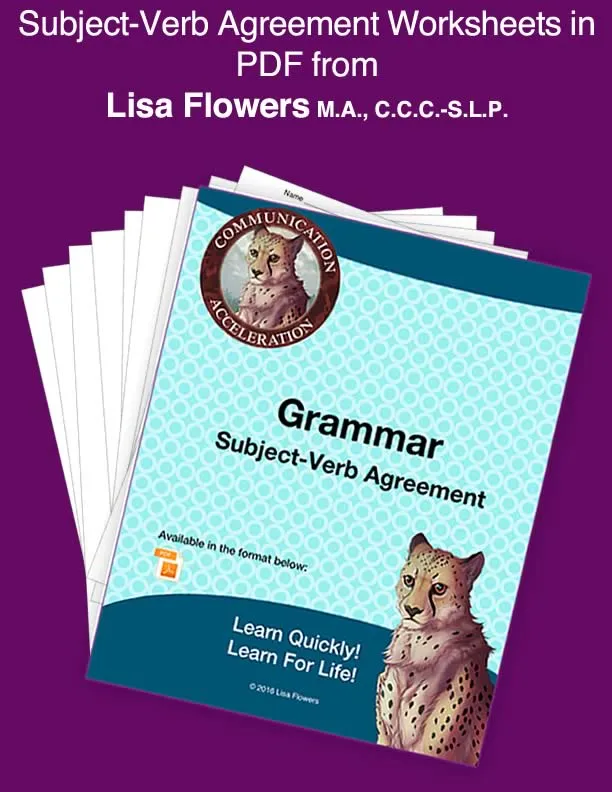 Subject-Verb Agreement Worksheets in
PDF from
Lisa Flowers M.A., C.C.C.-S.L.P.
Name
COMMUNICATION
ACCELERATION
Grammar
Subject-Verb Agreement
Available in the format below:
PDF
Learn Quickly!
Learn For Life!
© 2016 Lisa Flowers